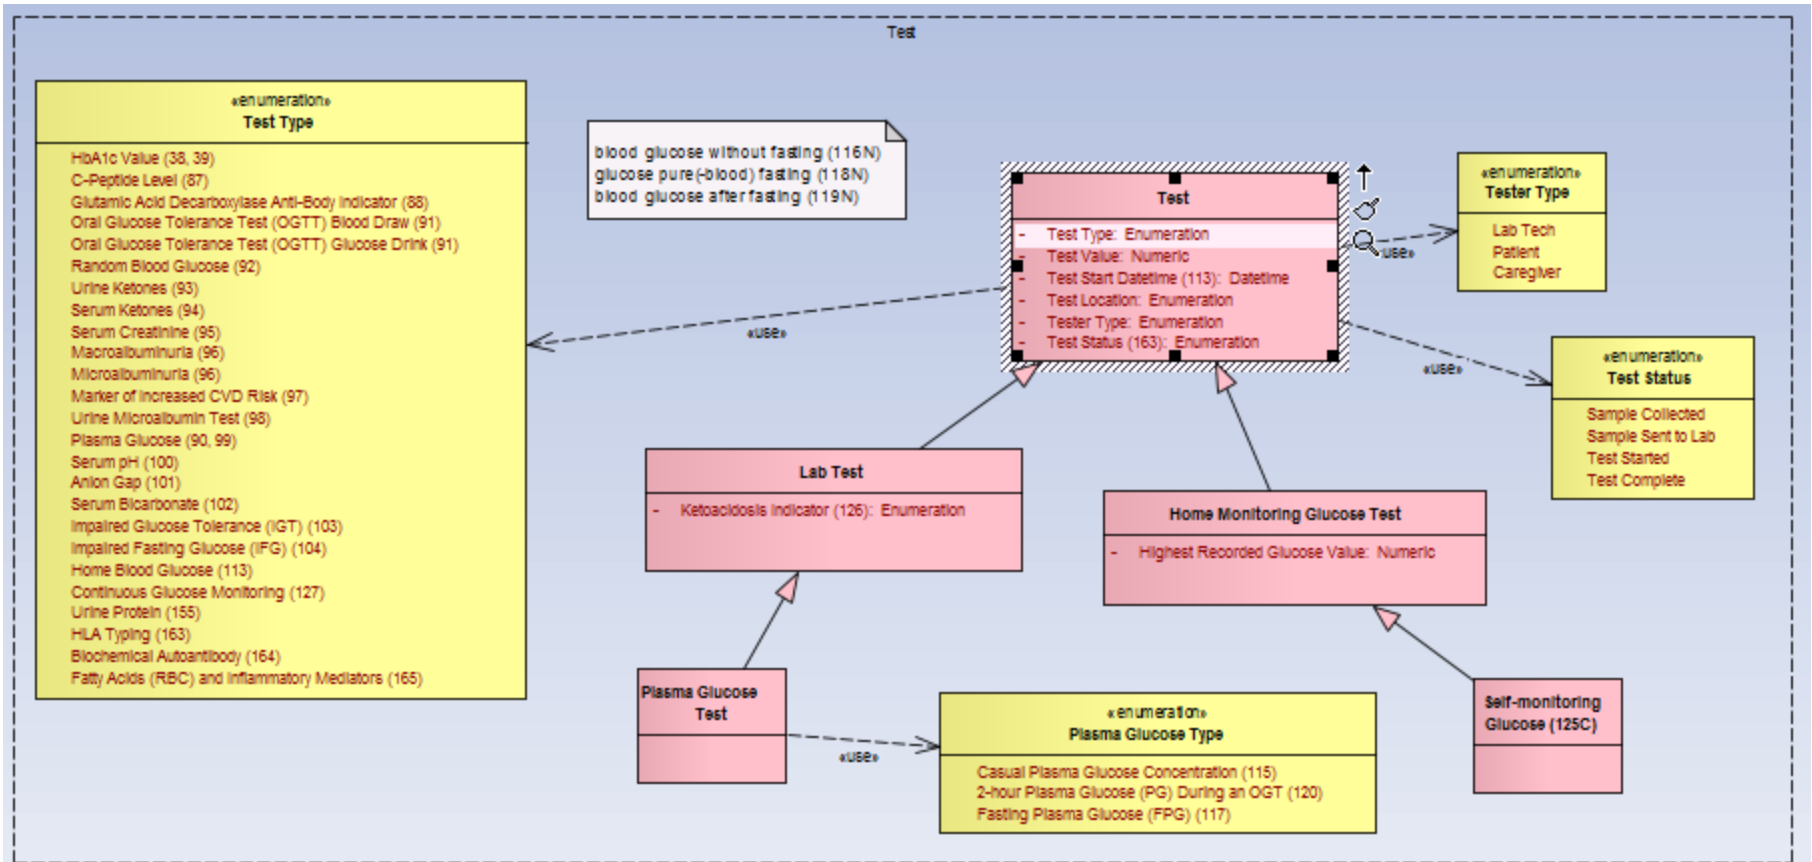 Test
«enumeration»
Test Type
HbA1c Value (38, 39)
C-Peptide Level (87)
Glutamic Acid Decarboxylase Anti-Body Indicator (88)
Oral Glucose Tolerance Test (OGTT) Blood Draw (91)
Oral Glucose Tolerance Test (OGTT) Glucose Drink (91)
Random Blood Glucose (92)
Urine Ketones (93)
Serum Ketones (94)
Serum Creatinine (95)
Macroalbuminuria (96)
Microalbuminuria (96)
Marker of Increased CVD Risk (97)
Urine Microalbumin Test (98)
Plasma Glucose (90, 99)
Serum pH (100)
Anion Gap (101)
Serum Bicarbonate (102)
Impaired Glucose Tolerance (IGT) (103)
Impaired Fasting Glucose (IFG) (104)
Home Blood Glucose (113)
Continuous Glucose Monitoring (127)
Urine Protein (155)
HLA Typing (163)
Biochemical Autoantibody (164)
Fatty Acids (RBC) and Inflammatory Mediators (165)
blood glucose without fasting (116N)
glucose pure(-blood) fasting (118N)
blood glucose after fasting (119N)
Test
- Test Type: Enumeration
- Test Value: Numeric
- Test Start Datetime (113): Datetime
- Test Location: Enumeration
- Tester Type: Enumeration
- Test Status (163): Enumeration
«use»
use»
«use»
«enumeration»
Tester Type
Lab Tech
Patient
Caregiver
«enumeration»
Test Status
Sample Collected
Sample Sent to Lab
Test Started
Test Complete
Lab Test
- Ketoacidosis Indicator (126): Enumeration
Home Monitoring Glucose Test
- Highest Recorded Glucose Value: Numeric
Plasma Glucose
Test
«use»
«enumeration»
Plasma Glucose Type
Casual Plasma Glucose Concentration (115)
2-hour Plasma Glucose (PG) During an OGT (120)
Fasting Plasma Glucose (FPG) (117)
Self-monitoring
Glucose (125C)